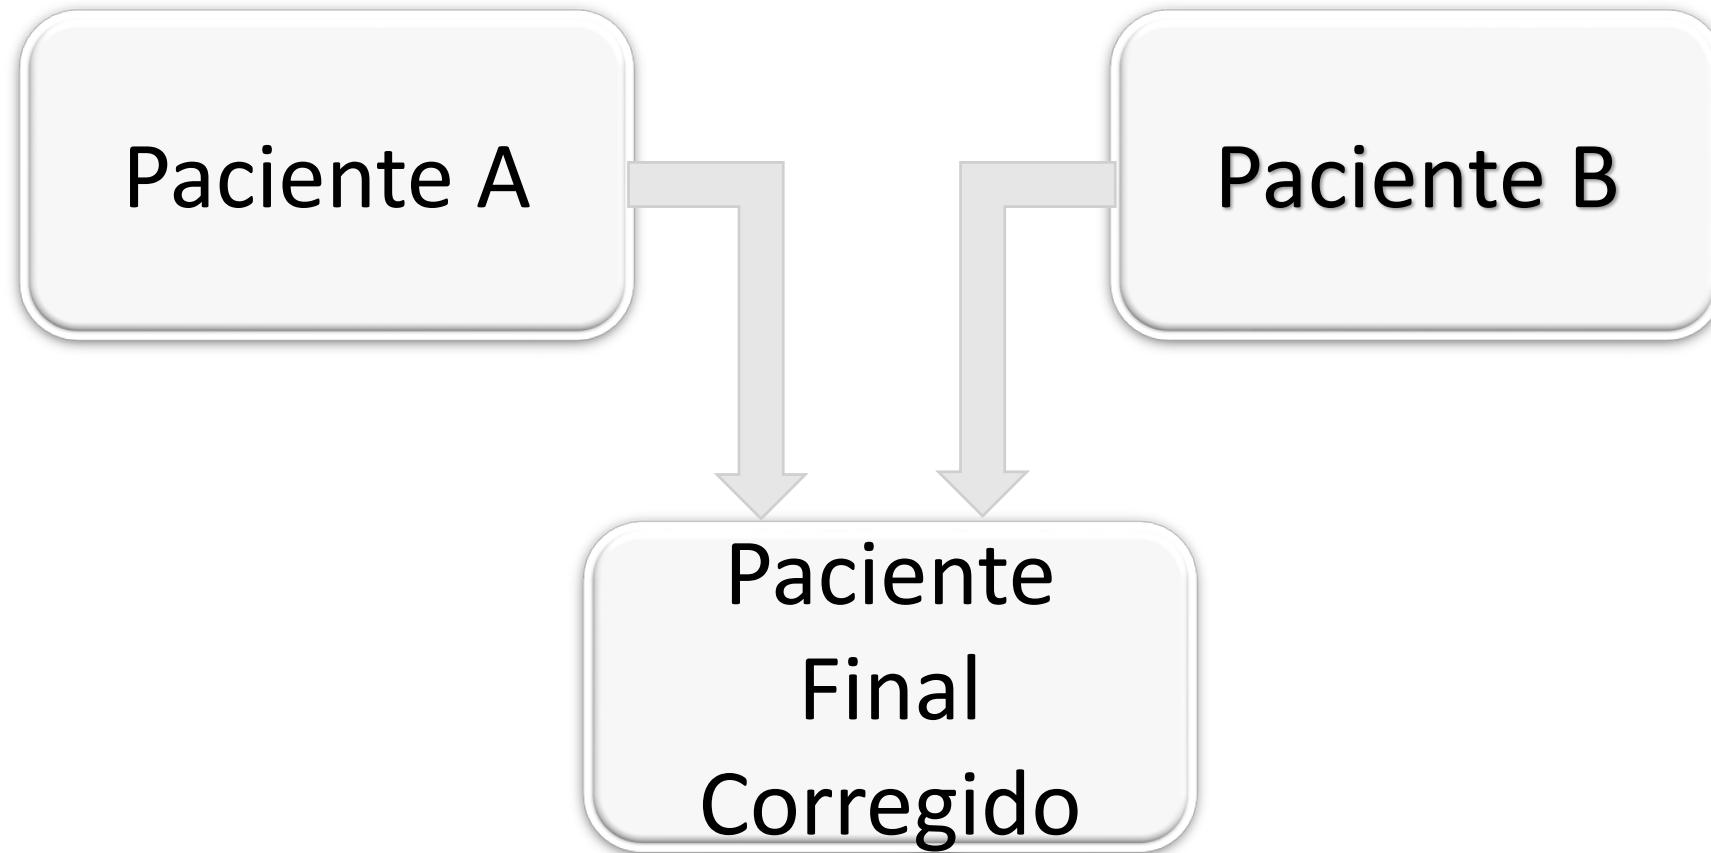 Paciente A
Paciente B
Paciente
Final
Corregido